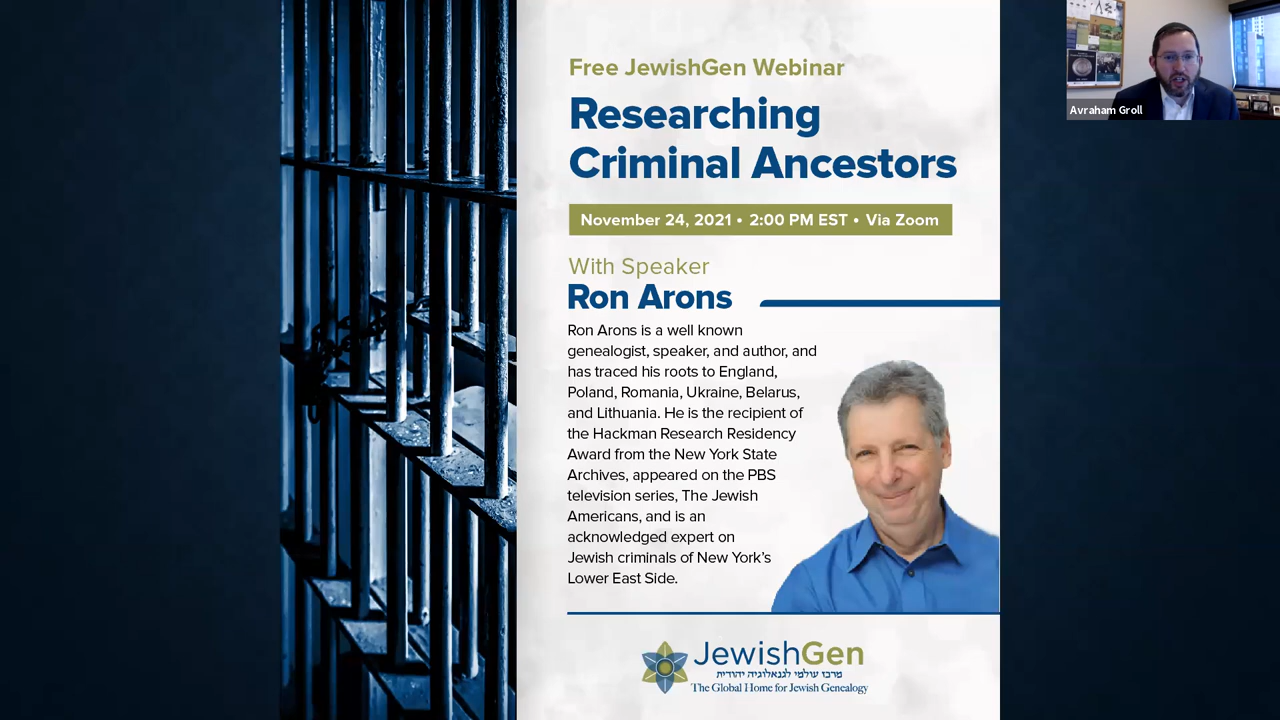 Free JewishGen Webinar
Researching
Criminal Ancestors
November 24, 2021 • 2:00 PM EST • Via Zoom
With Speaker
Ron Arons
Ron Arons is a well known
genealogist, speaker, and author, and
has traced his roots to England,
Poland, Romania, Ukraine, Belarus,
and Lithuania. He is the recipient of
the Hackman Research Residency
Award from the New York State
Archives, appeared on the PBS
television series, The Jewish
Americans, and is an
acknowledged expert on
Jewish criminals of New York's
Lower East Side.
JewishGen
מרכז עולמי לגנאלוגיה יהודית
The Global Home for Jewish Genealogy
Avraham Groll